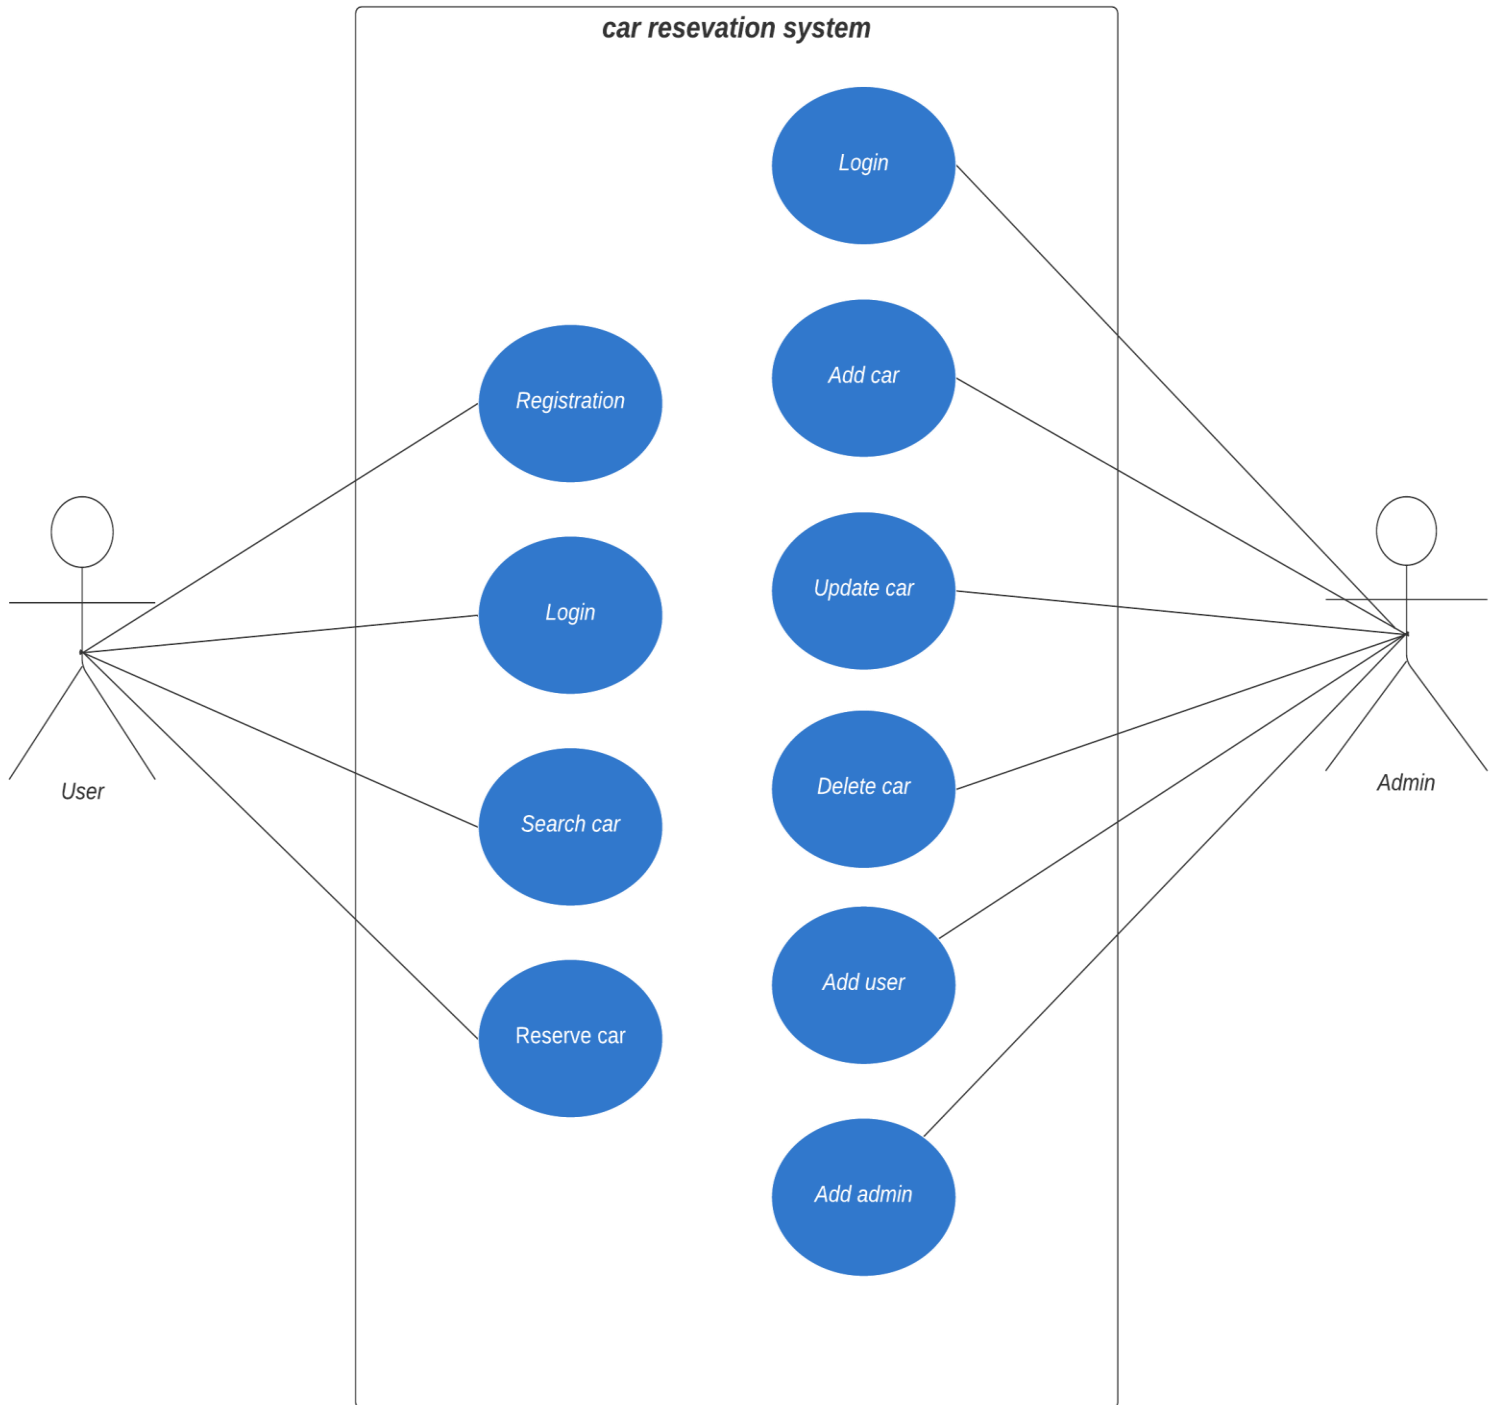 car resevation system
Login
Add car
Registration
Update car
Login
User
Search car
Delete car
Admin
Add user
Reserve car
Add admin